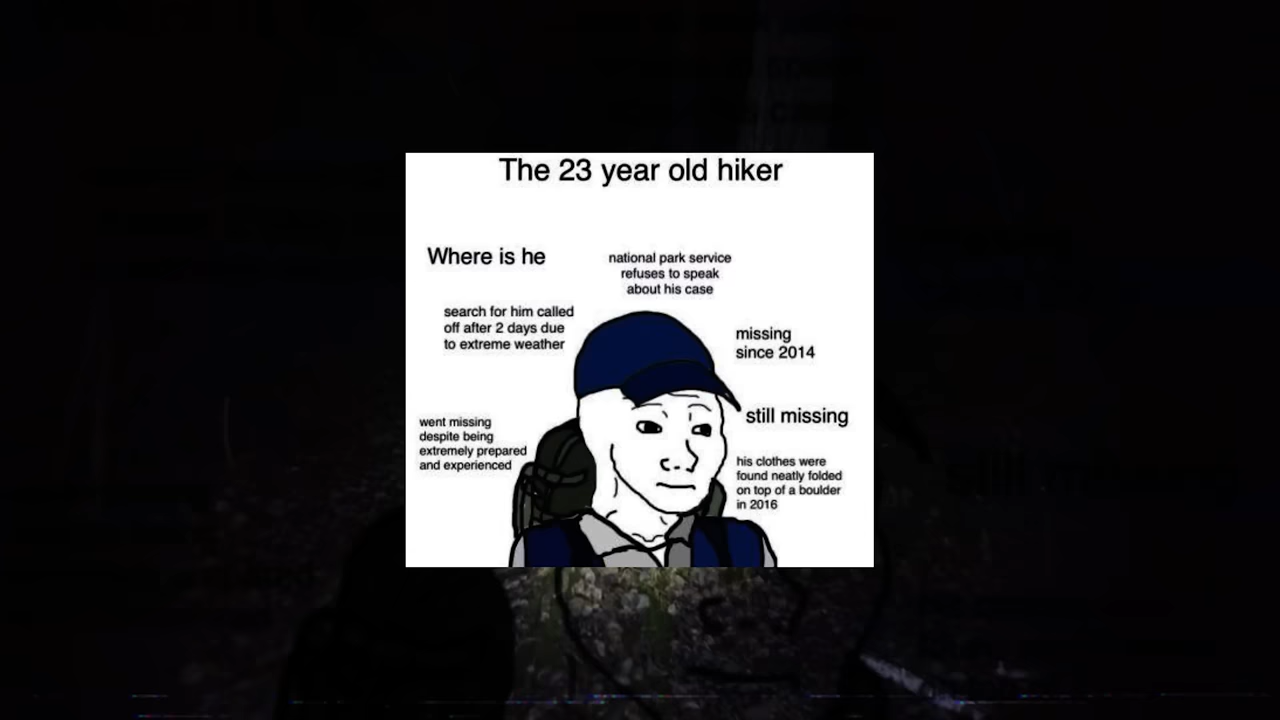 The 23 year old hiker
Where is he
national park service
refuses to speak
about his case
search for him called
off after 2 days due
to extreme weather
missing
since 2014
still missing
went missing
despite being
extremely prepared
and experienced
his clothes were
found neatly folded
on top of a boulder
in 2016